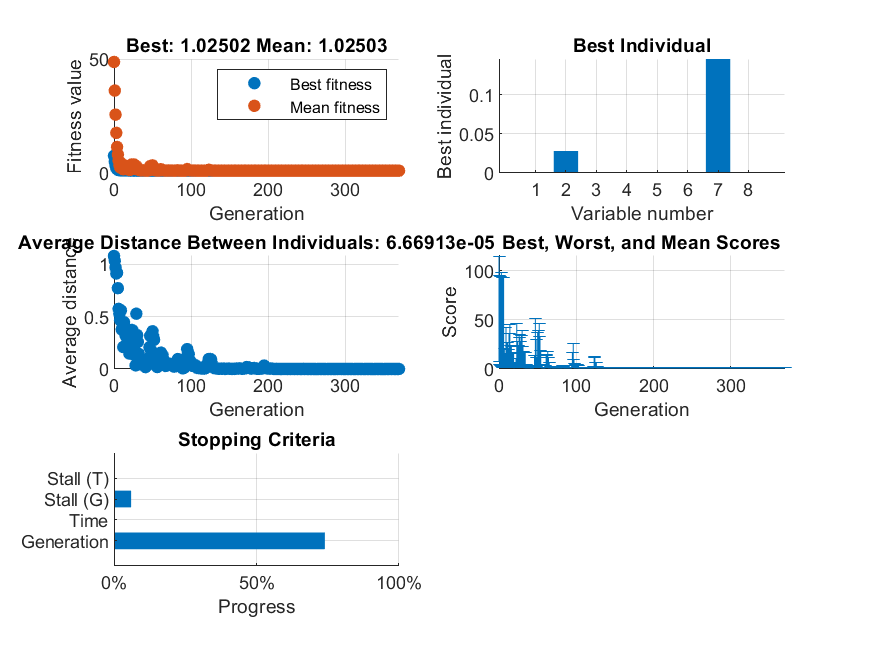 Best: 1.02502 Mean: 1.02503
Fitness value
50
0
Best fitness
Mean fitness
0 100 200 300
Generation
Best Individual
Best individual
0.1
0.05
0
1 2 3 4 5 6 7 8
Variable number
Average Distance Between Individuals: 6.66913e-05
Average distance
1
0.5
0
0 100 200 300
Generation
Best, Worst, and Mean Scores
Score
100
50
0
0 100 200 300
Generation
Stopping Criteria
Stall (T)
Stall (G)
Time
Generation
0% 50% 100%
Progress